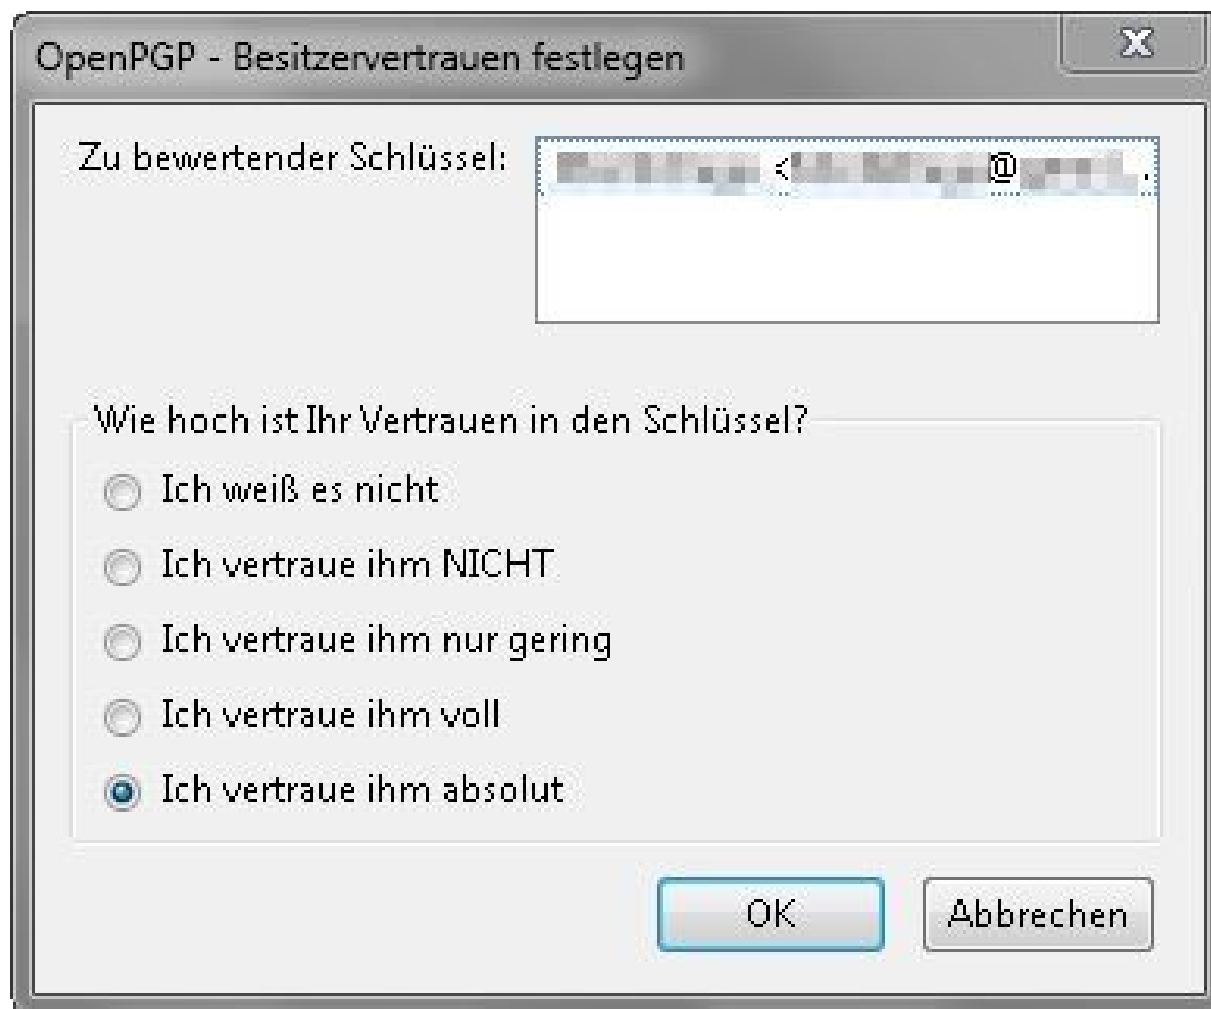 OpenPGP - Besitzervertrauen festlegen
X
Zu bewertender Schlüssel: < @ .
Wie hoch ist Ihr Vertrauen in den Schlüssel?
Ich weiß es nicht
Ich vertraue ihm NICHT
Ich vertraue ihm nur gering
Ich vertraue ihm voll
Ich vertraue ihm absolut
OK Abbrechen